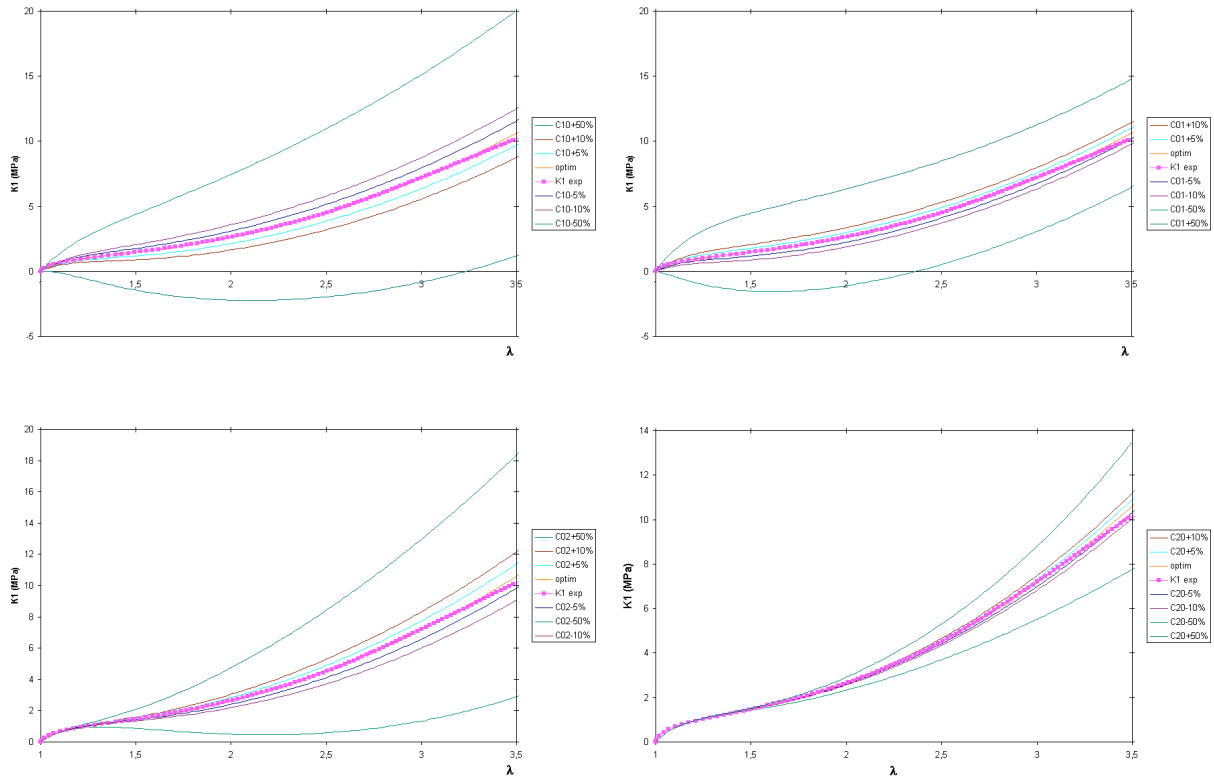 20
15
10
5
0
-5
K1 (MPa)
1
1,5
2
2,5
3
3,5
λ
C10+50%
C10+10%
C10+5%
optim
K1 exp
C10-5%
C10-10%
C10-50%
20
15
10
5
0
-5
K1 (MPa)
1
1,5
2
2,5
3
3,5
λ
C01+10%
C01+5%
optim
K1 exp
C01-5%
C01-10%
C01-50%
C01+50%
20
18
16
14
12
10
8
6
4
2
0
K1 (MPa)
1
1,5
2
2,5
3
3,5
λ
C02+50%
C02+10%
C02+5%
optim
K1 exp
C02-5%
C02-50%
C02-10%
14
12
10
8
6
4
2
0
K1 (MPa)
1
1,5
2
2,5
3
3,5
λ
C20+10%
C20+5%
optim
K1 exp
C20-5%
C20-10%
C20-50%
C20+50%